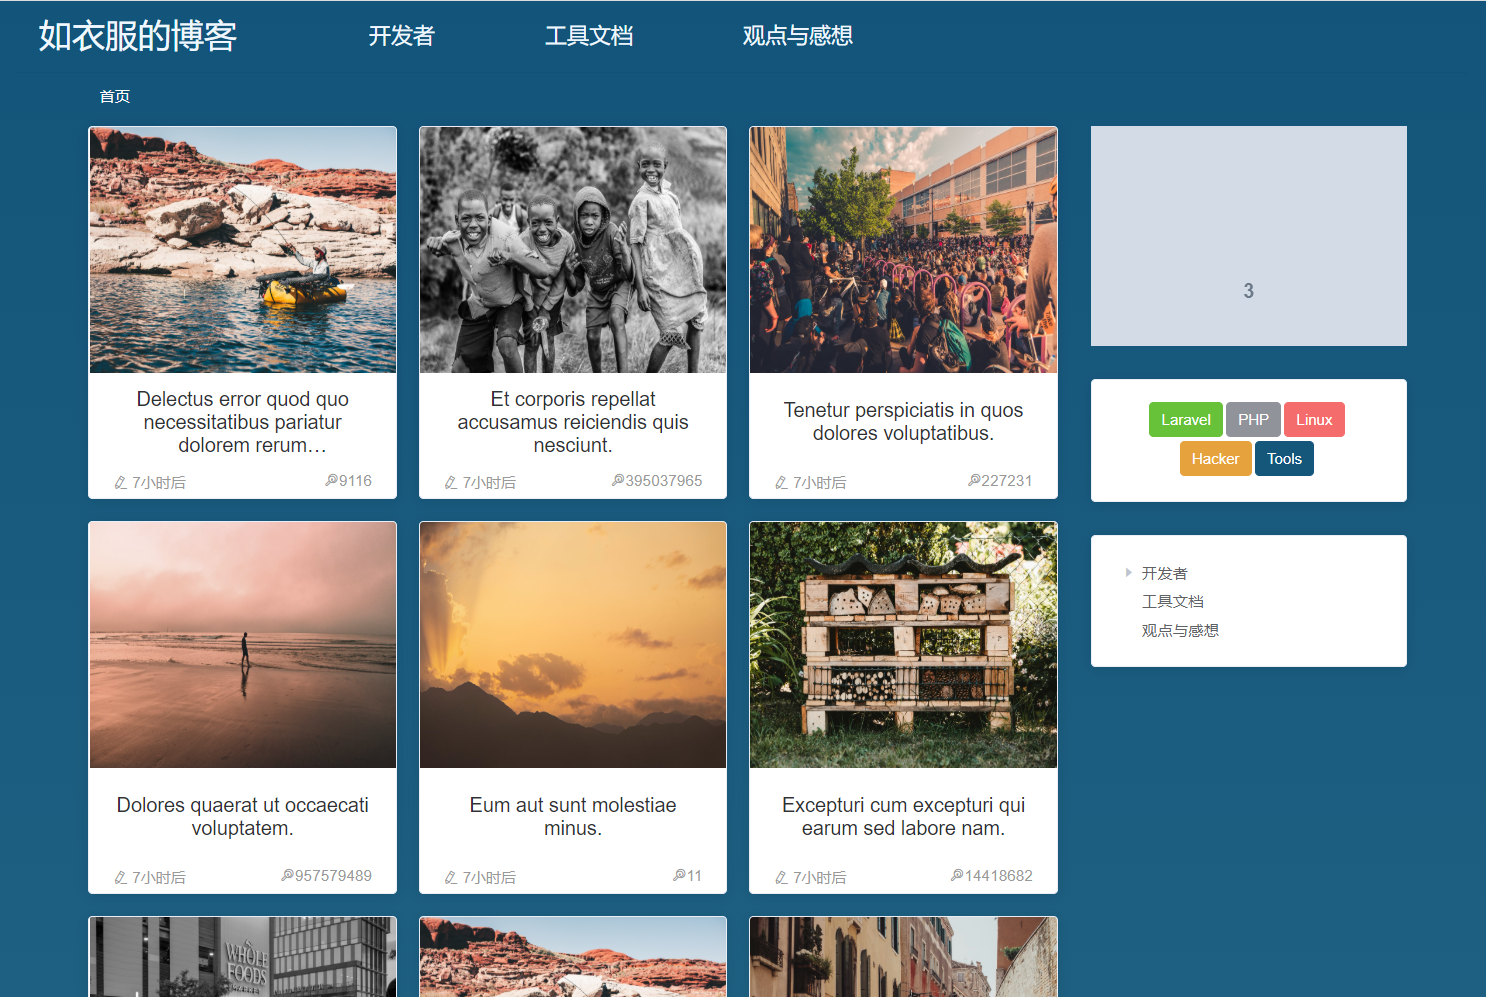 如衣服的博客 开发者 工具文档 观点与感想
首页
3
Delectus error quod quo
necessitatibus pariatur
dolorem rerum…
7小时后 9116
Et corporis repellat
accusamus reiciendis quis
nesciunt.
7小时后 395037965
Tenetur perspiciatis in quos
dolores voluptatibus.
7小时后 227231
Laravel PHP Linux
Hacker Tools
开发者
工具文档
观点与感想
Dolores quaerat ut occaecati
voluptatem.
7小时后 957579489
Eum aut sunt molestiae
minus.
7小时后 11
Excepturi cum excepturi qui
earum sed labore nam.
7小时后 14418682
WHOLE
FOODS